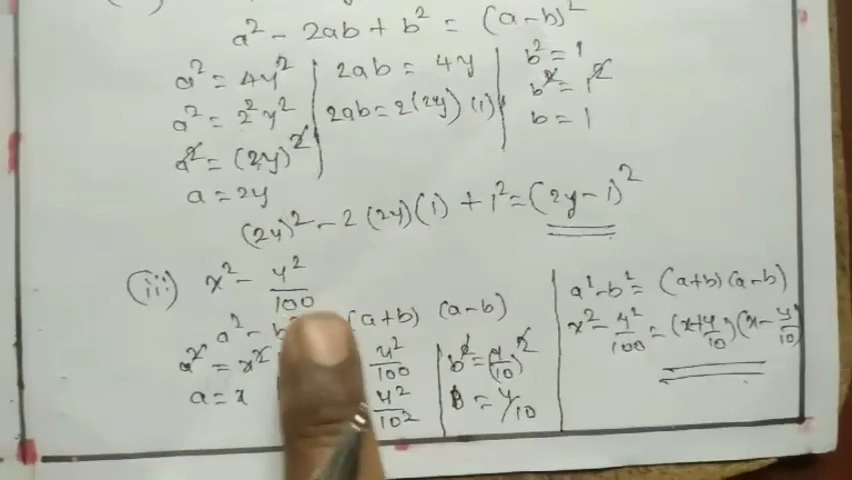 a² - 2ab + b² = (a-b)²
a² = 4y² | 2ab = 4y | b² = 1
a² = 2²y² | 2ab = 2(2y)(1) | b² = 1²
a² = (2y)² | b = 1
a = 2y
(2y)² - 2(2y)(1) + 1² = (2y-1)²
(iii) x² - y²/100
a² - b (a+b) (a-b)
a² = x² | y²/100 | b² = (y/10)²
a = x | y²/10² | b = y/10
a² - b² = (a+b) (a-b)
x² - y²/100 = (x+y/10) (x - y/10)